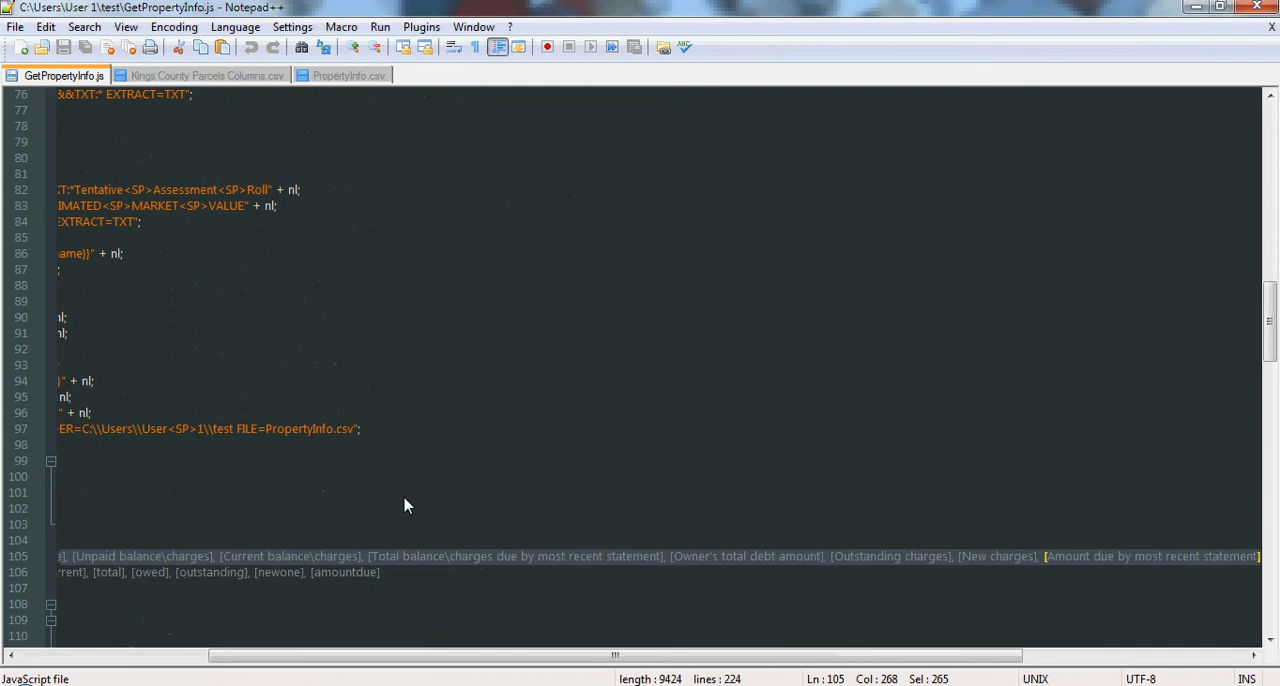 C:\Users\User 1\test\GetPropertyInfo.js - Notepad++
File Edit Search View Encoding Language Settings Macro Run Plugins Window ? X
GetPropertyInfo.js Kings County Parcels Columns.csv PropertyInfo.csv
76 &&TXT:* EXTRACT=TXT";
77
78
79
80
81
82 KT:*Tentative<SP>Assessment<SP>Roll" + nl;
83 IMATED<SP>MARKET<SP>VALUE" + nl;
84 EXTRACT=TXT";
85
86 name}}" + nl;
87 ;
88
89
90 nl;
91 nl;
92
93
94 }" + nl;
95 nl;
96 " + nl;
97 PER=C:\\Users\\User<SP>1\\test FILE=PropertyInfo.csv";
98
99
100
101
102
103
104
105 e], [Unpaid balance\charges], [Current balance\charges], [Total balance\charges due by most recent statement], [Owner's total debt amount], [Outstanding charges], [New charges], [Amount due by most recent statement]
106 rrent], [total], [owed], [outstanding], [newone], [amountdue]
107
108
109
110
JavaScript file length : 9424 lines : 224 Ln : 105 Col : 268 Sel : 265 UNIX UTF-8 INS